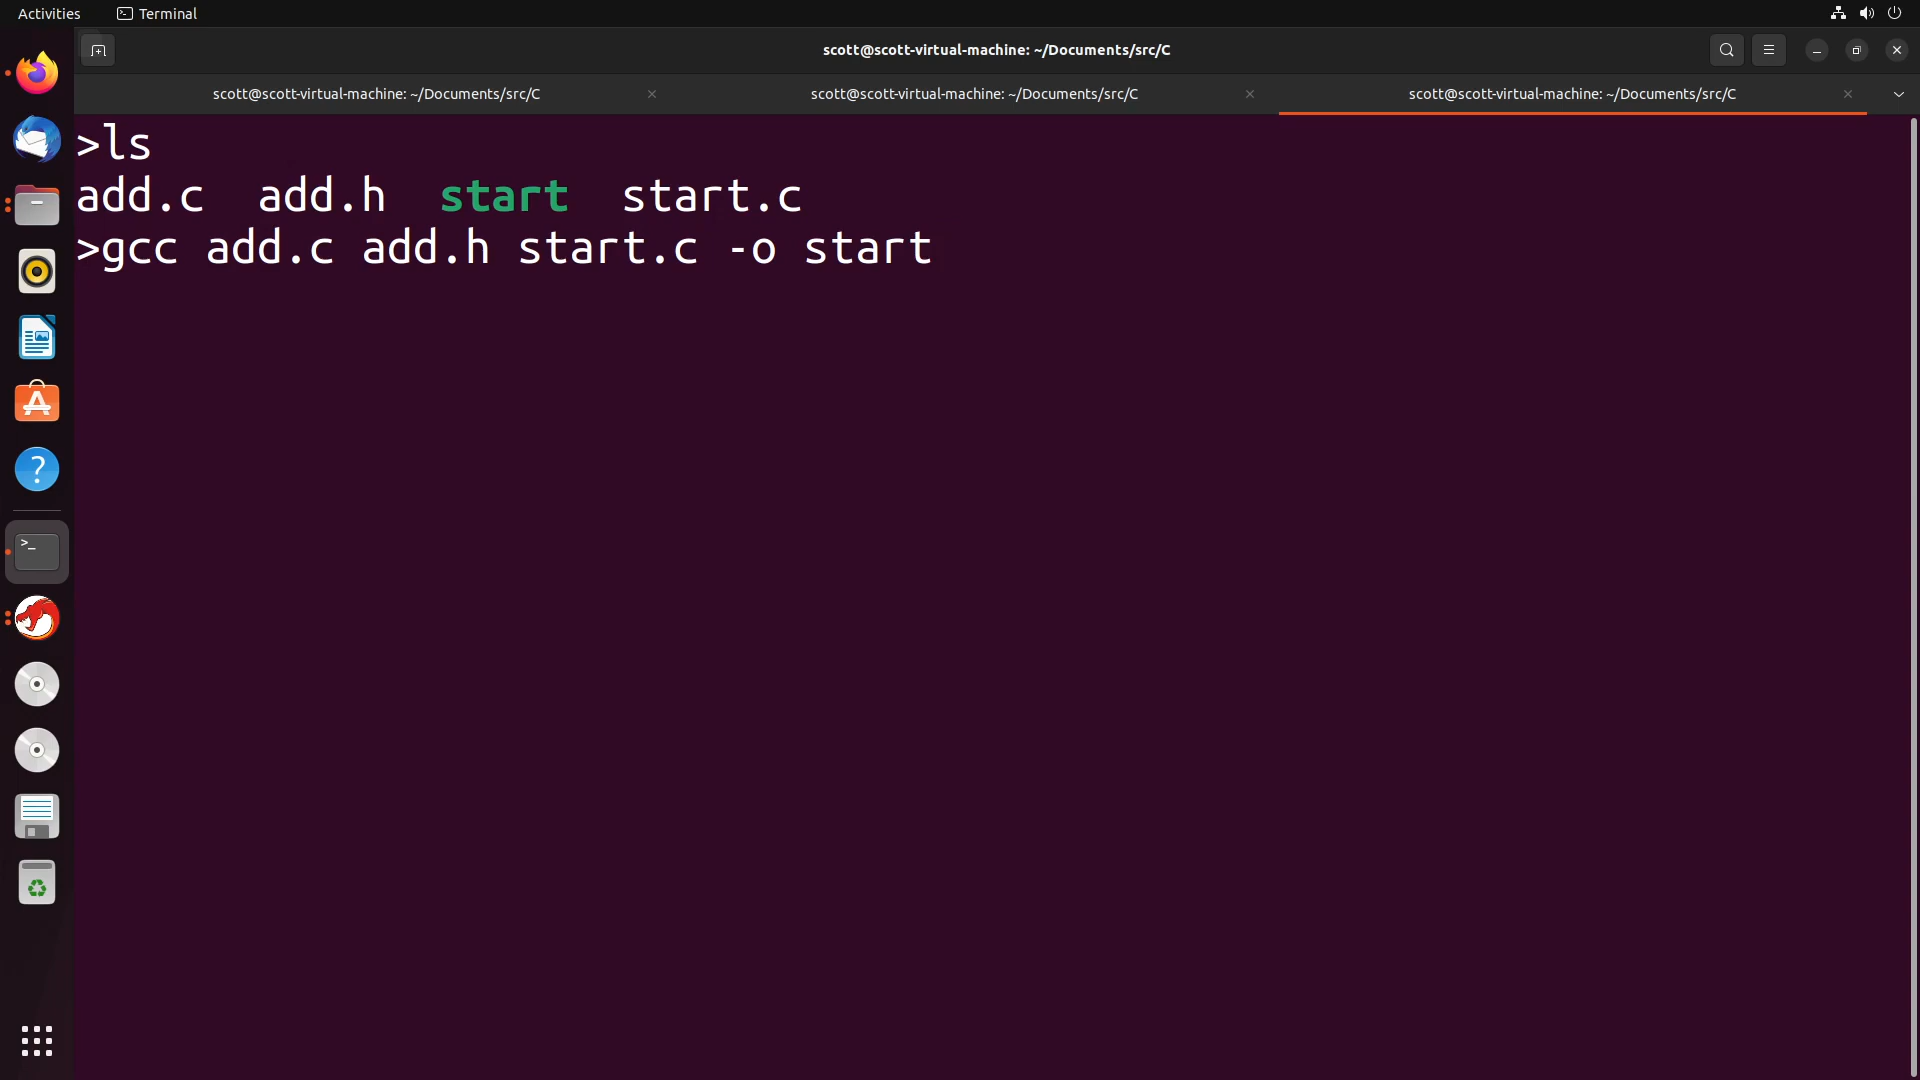 Activities
Terminal
scott@scott-virtual-machine: ~/Documents/src/C
scott@scott-virtual-machine: ~/Documents/src/C
scott@scott-virtual-machine: ~/Documents/src/C
scott@scott-virtual-machine: ~/Documents/src/C
>ls
add.c  add.h  start  start.c
>gcc add.c add.h start.c -o start